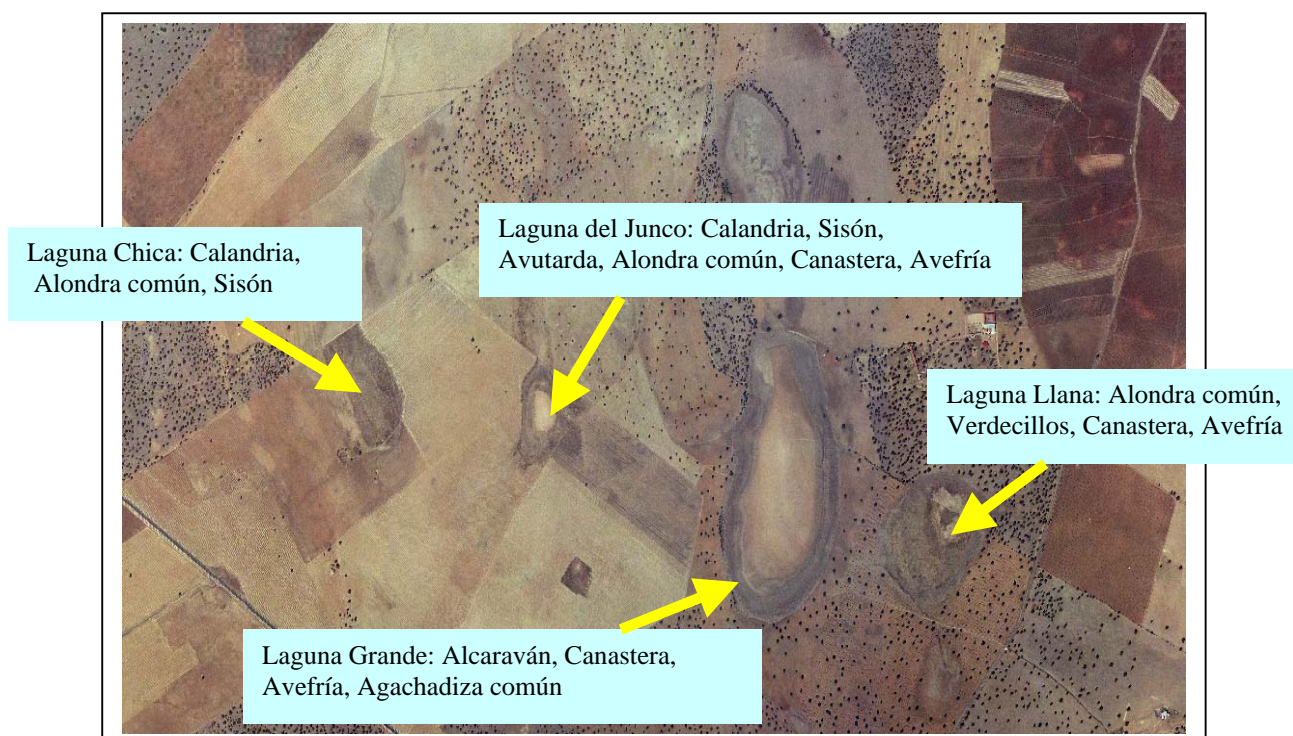 Laguna del Junco: Calandria, Sisón,
Avutarda, Alondra común, Canastera, Avefría
Laguna Chica: Calandria,
Alondra común, Sisón
Laguna Llana: Alondra común,
Verdecillos, Canastera, Avefría
Laguna Grande: Alcaraván, Canastera,
Avefría, Agachadiza común